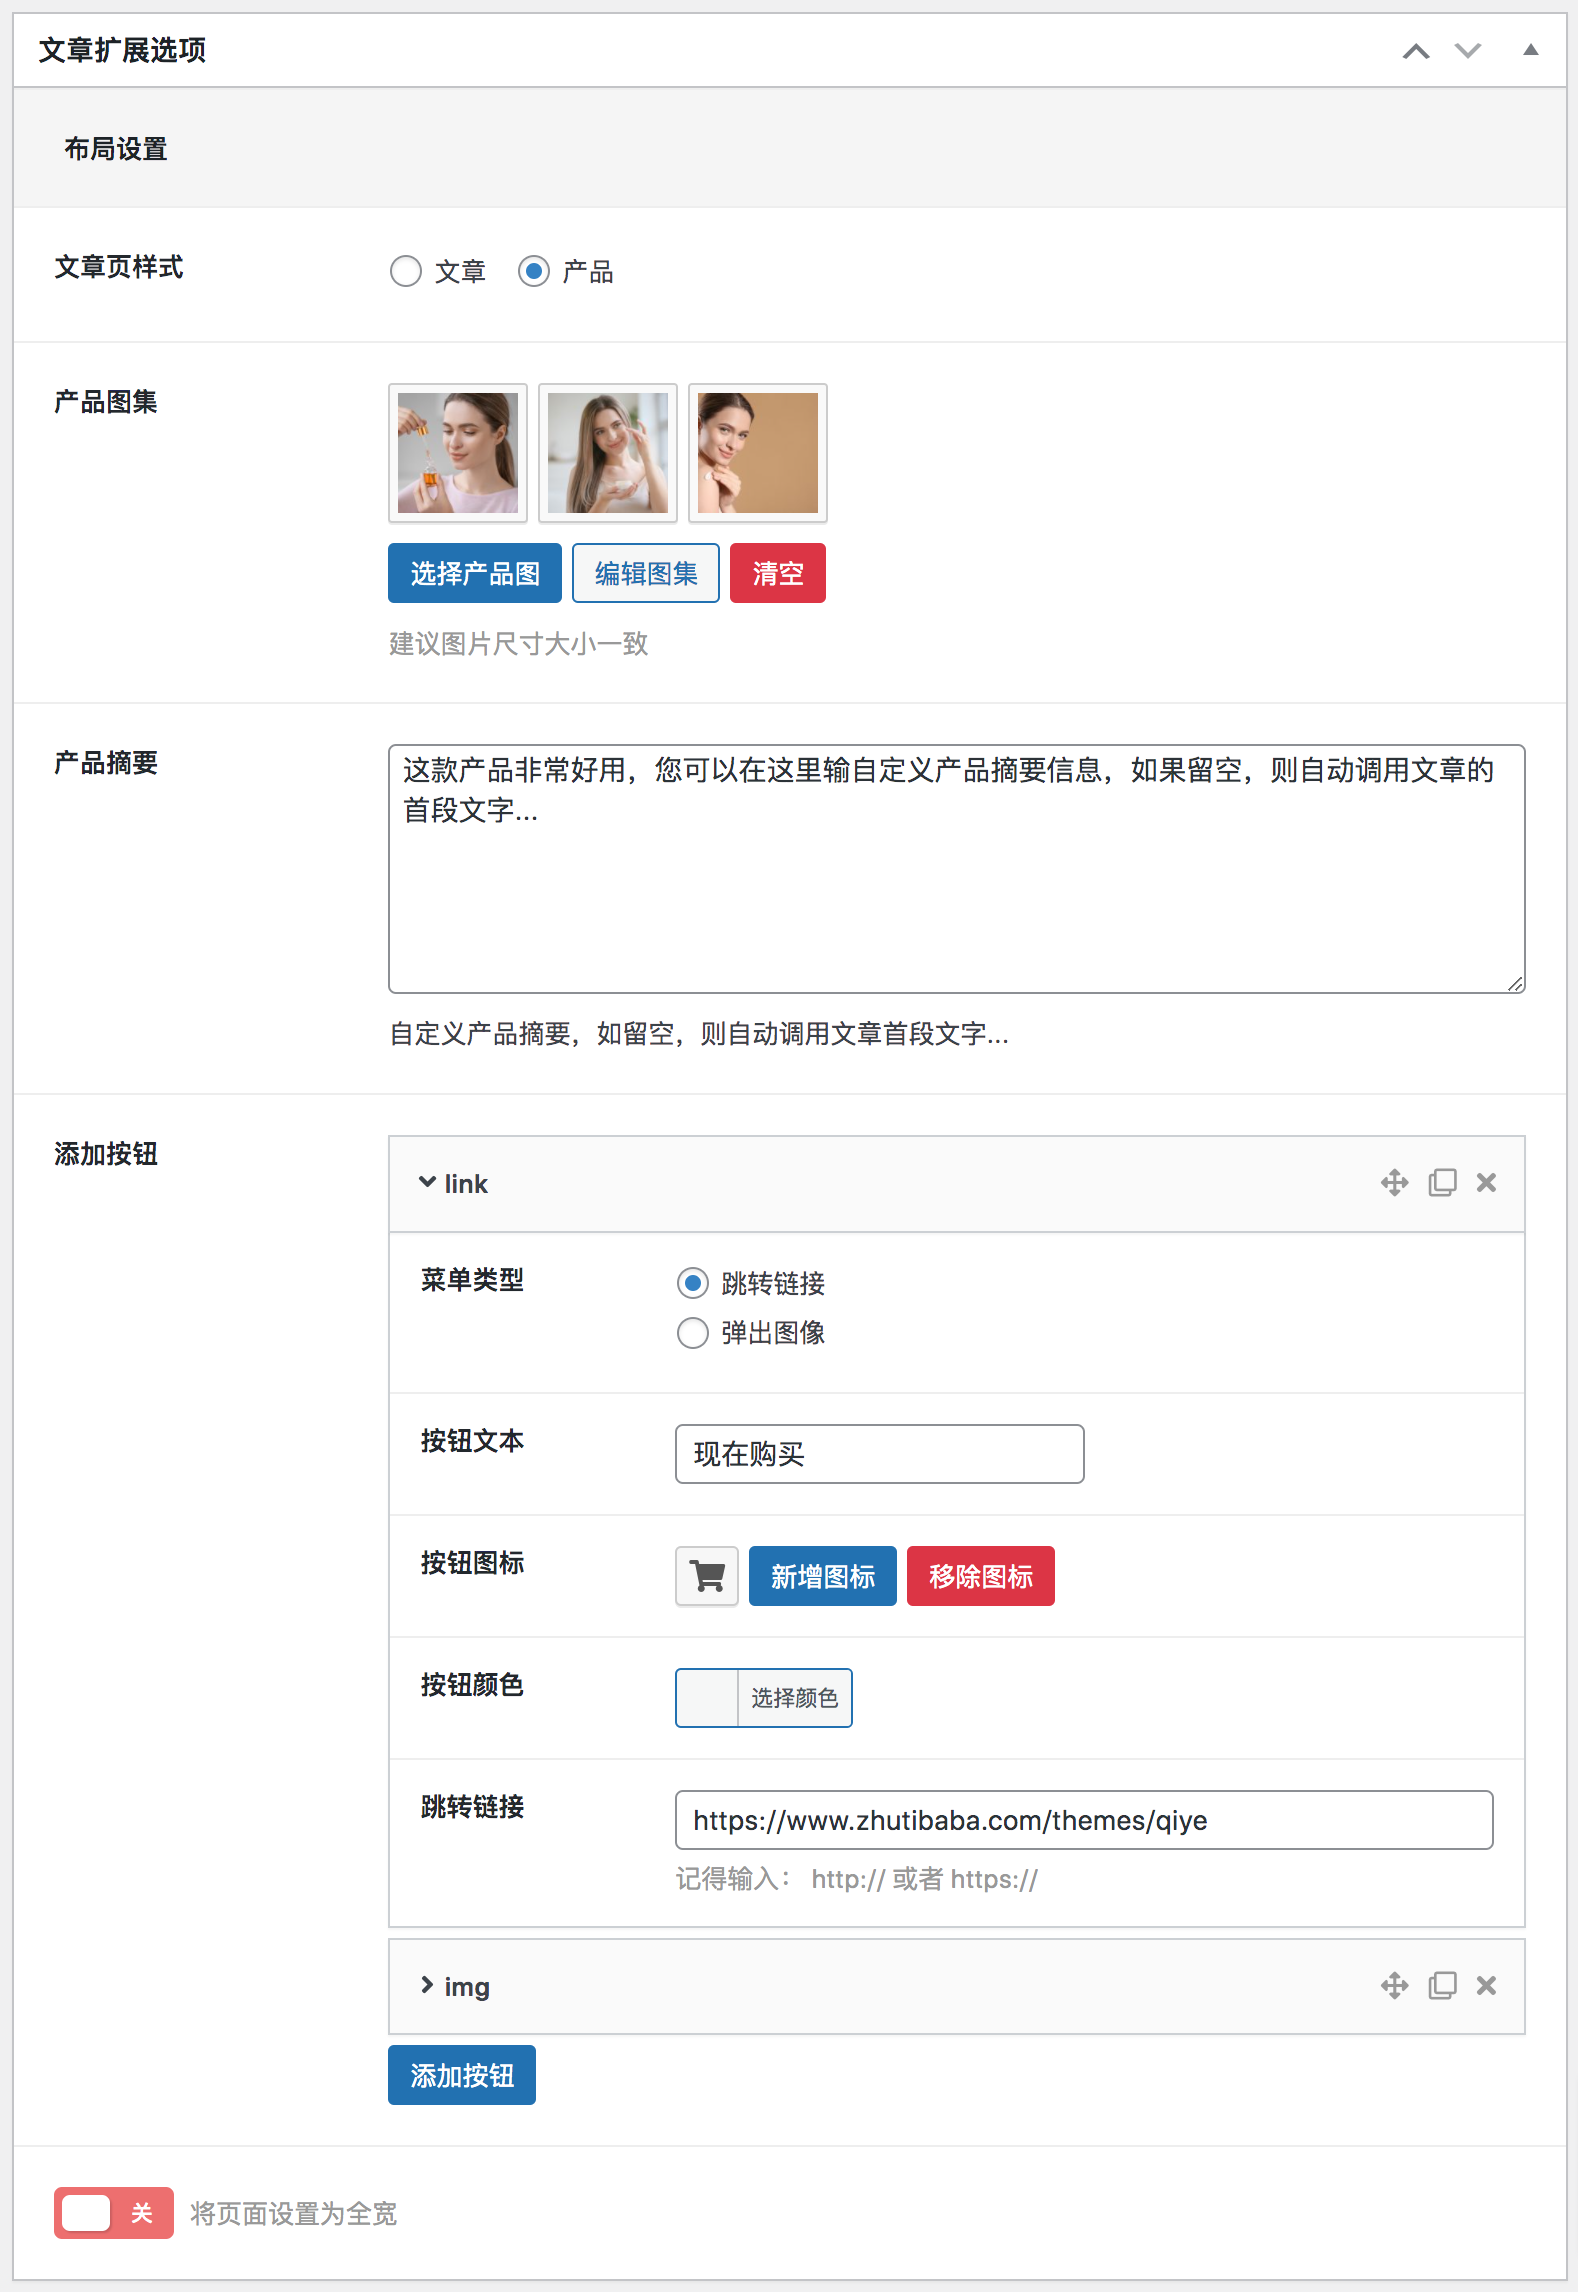 文章扩展选项
布局设置
文章页样式
文章 产品
产品图集
选择产品图 编辑图集 清空
建议图片尺寸大小一致
产品摘要
这款产品非常好用，您可以在这里输自定义产品摘要信息，如果留空，则自动调用文章的
首段文字...
自定义产品摘要，如留空，则自动调用文章首段文字...
添加按钮
link
菜单类型
跳转链接
弹出图像
按钮文本
现在购买
按钮图标
新增图标 移除图标
按钮颜色
选择颜色
跳转链接
https://www.zhutibaba.com/themes/qiye
记得输入： http:// 或者 https://
img
添加按钮
关 将页面设置为全宽